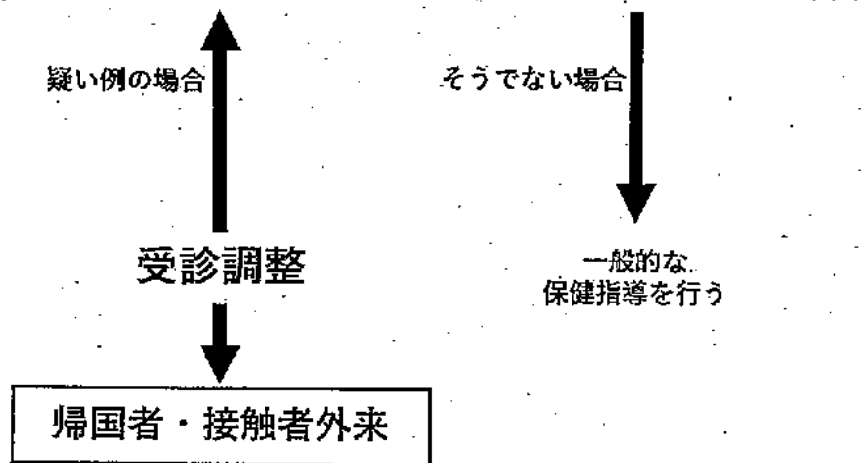 疑い例の場合
そうでない場合
受診調整
一般的な
保健指導を行う
帰国者・接触者外来